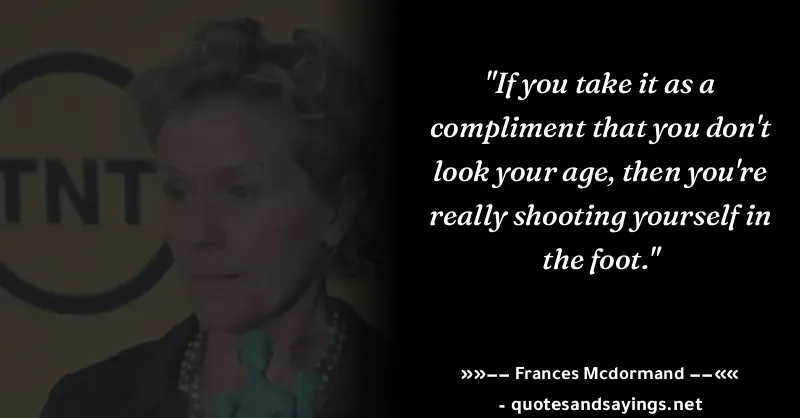 TNT
"If you take it as a
compliment that you don't
look your age, then you're
really shooting yourself in
the foot."
»»–– Frances Mcdormand ––««
- quotesandsayings.net